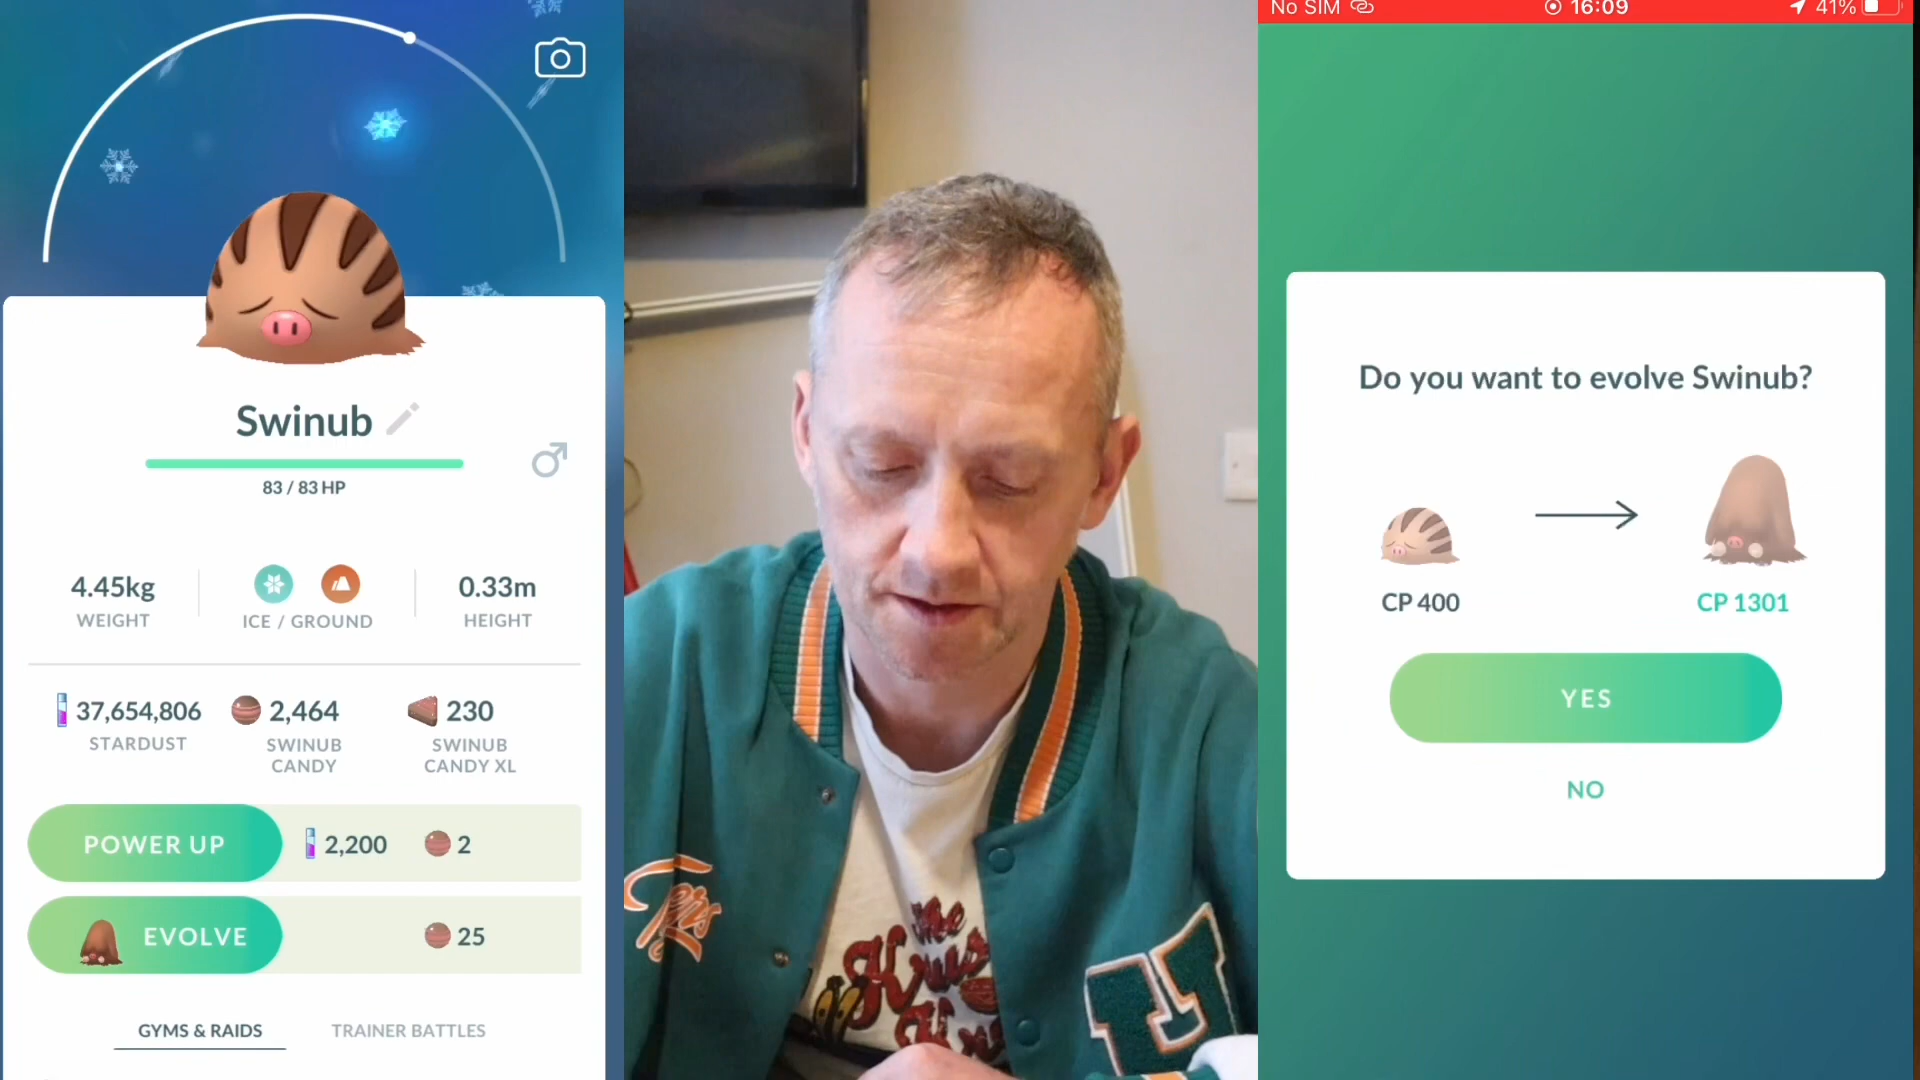 Swinub
83 / 83 HP
4.45kg
WEIGHT
ICE / GROUND
0.33m
HEIGHT
37,654,806
STARDUST
2,464
SWINUB
CANDY
230
SWINUB
CANDY XL
POWER UP
2,200
2
EVOLVE
25
GYMS & RAIDS
TRAINER BATTLES
The
U
No SIM
16:09
41%
Do you want to evolve Swinub?
CP 400
CP 1301
YES
NO